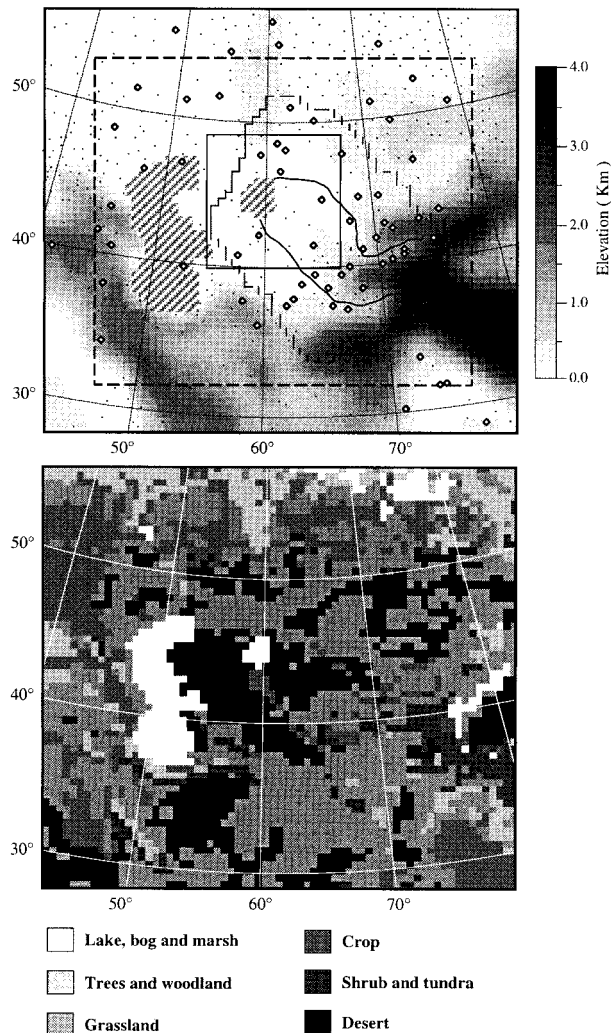 50°
40°
30°
50°
60°
70°
4.0
3.0
2.0
1.0
0.0
Elevation ( Km )
50°
40°
30°
50°
60°
70°
Lake, bog and marsh
Trees and woodland
Grassland
Crop
Shrub and tundra
Desert